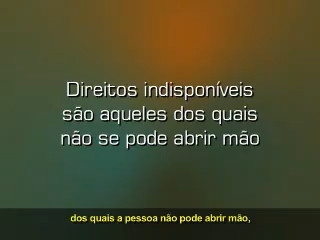 Direitos indisponíveis
são aqueles dos quais
não se pode abrir mão
dos quais a pessoa não pode abrir mão,